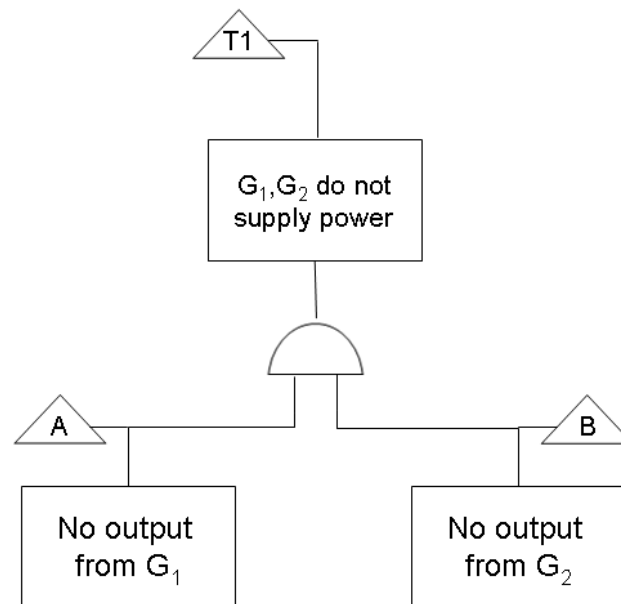 T1
G₁,G₂ do not
supply power
A
B
No output
from G₁
No output
from G₂